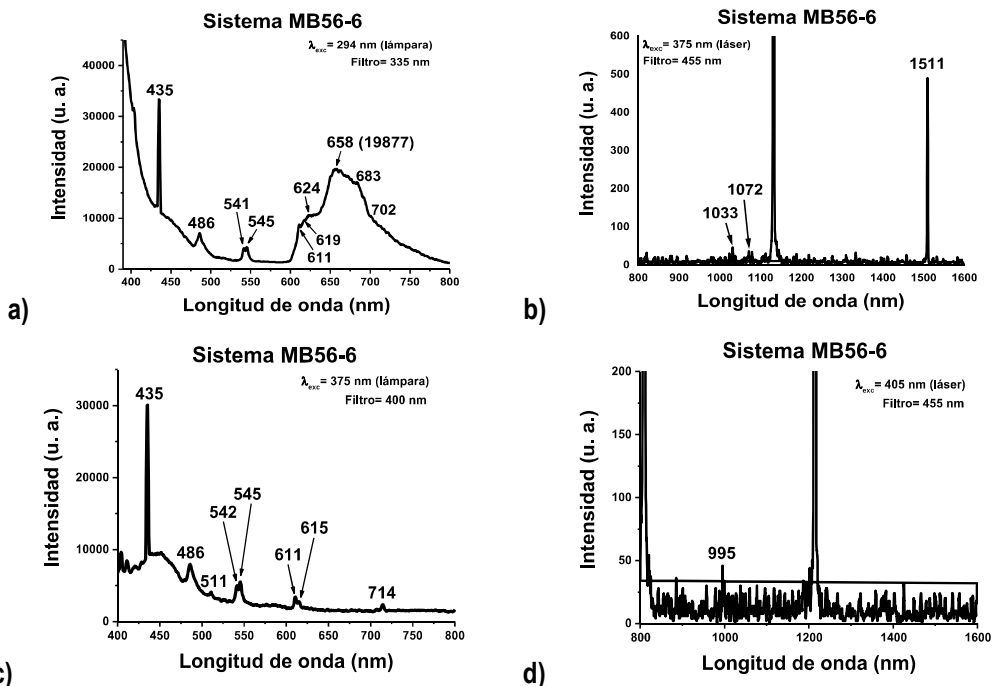 Sistema MB56-6
λexc= 294 nm (lámpara)
Filtro= 335 nm
Intensidad (u. a.)
40000
30000
20000
10000
0
435
486
541
545
611
619
624
658 (19877)
683
702
400 450 500 550 600 650 700 750 800
Longitud de onda (nm)
a)
Sistema MB56-6
λexc= 375 nm (láser)
Filtro= 455 nm
Intensidad (u. a.)
600
500
400
300
200
100
0
1033
1072
1511
800 900 1000 1100 1200 1300 1400 1500 1600
Longitud de onda (nm)
b)
Sistema MB56-6
λexc= 375 nm (lámpara)
Filtro= 400 nm
Intensidad (u. a.)
30000
20000
10000
0
435
486
511
542
545
611
615
714
400 450 500 550 600 650 700 750 800
Longitud de onda (nm)
c)
Sistema MB56-6
λexc= 405 nm (láser)
Filtro= 455 nm
Intensidad (u. a.)
200
150
100
50
0
995
800 1000 1200 1400 1600
Longitud de onda (nm)
d)